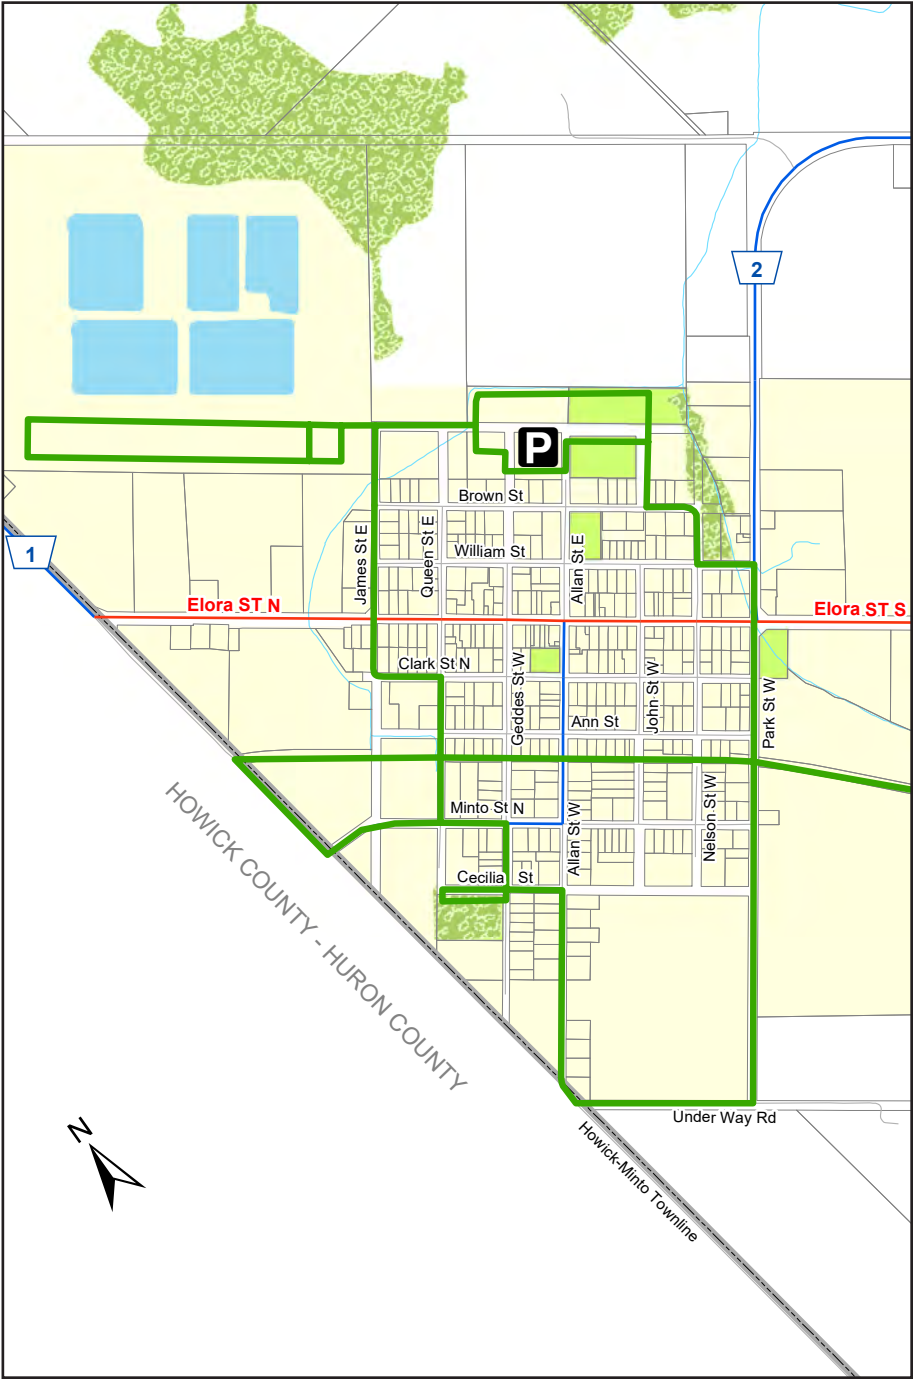 2
P
Brown St
James St E
Queen St E
William St
Allan St E
1
Elora ST N
Elora ST S
Clark St N
Geddes St W
John St W
Park St W
Ann St
Minto St N
Allan St W
Nelson St W
Cecilia St
HOWICK COUNTY - HURON COUNTY
Under Way Rd
Howick-Minto Townline
N